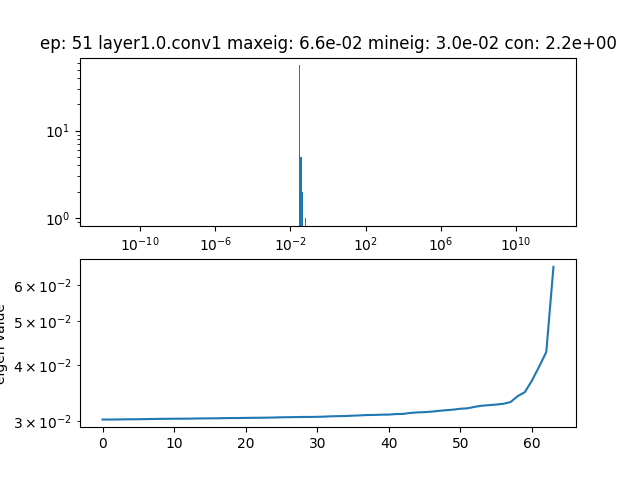 ep: 51 layer1.0.conv1 maxeig: 6.6e-02 mineig: 3.0e-02 con: 2.2e+00
10¹
10⁰
10⁻¹⁰ 10⁻⁶ 10⁻² 10² 10⁶ 10¹⁰
6 × 10⁻²
5 × 10⁻²
4 × 10⁻²
3 × 10⁻²
eigen value
0 10 20 30 40 50 60